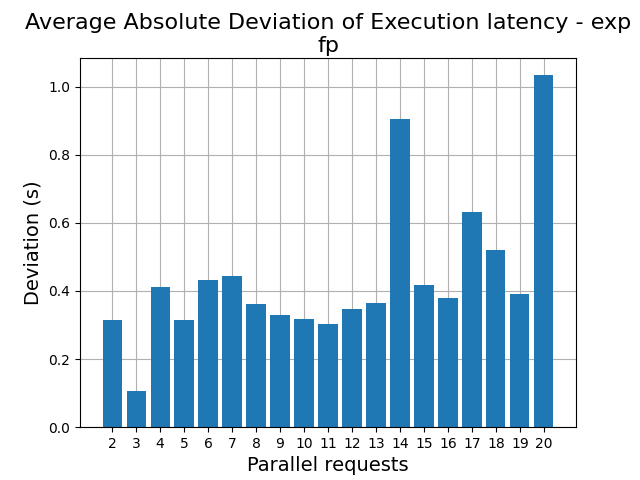 Average Absolute Deviation of Execution latency - exp
fp
Deviation (s)
1.0
0.8
0.6
0.4
0.2
0.0
2 3 4 5 6 7 8 9 10 11 12 13 14 15 16 17 18 19 20
Parallel requests